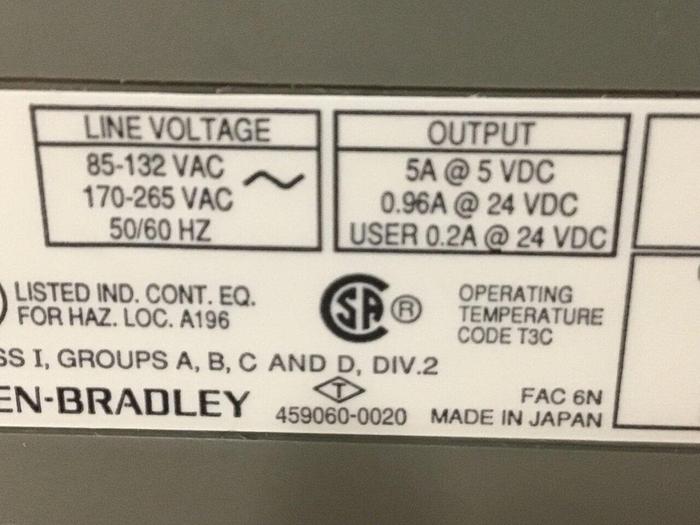 LINE VOLTAGE
85-132 VAC
170-265 VAC
50/60 HZ
OUTPUT
5A @ 5 VDC
0.96A @ 24 VDC
USER 0.2A @ 24 VDC
LISTED IND. CONT. EQ.
FOR HAZ. LOC. A196
SA ®
OPERATING
TEMPERATURE
CODE T3C
SS I, GROUPS A, B, C AND D, DIV.2
EN-BRADLEY
T
459060-0020
FAC 6N
MADE IN JAPAN